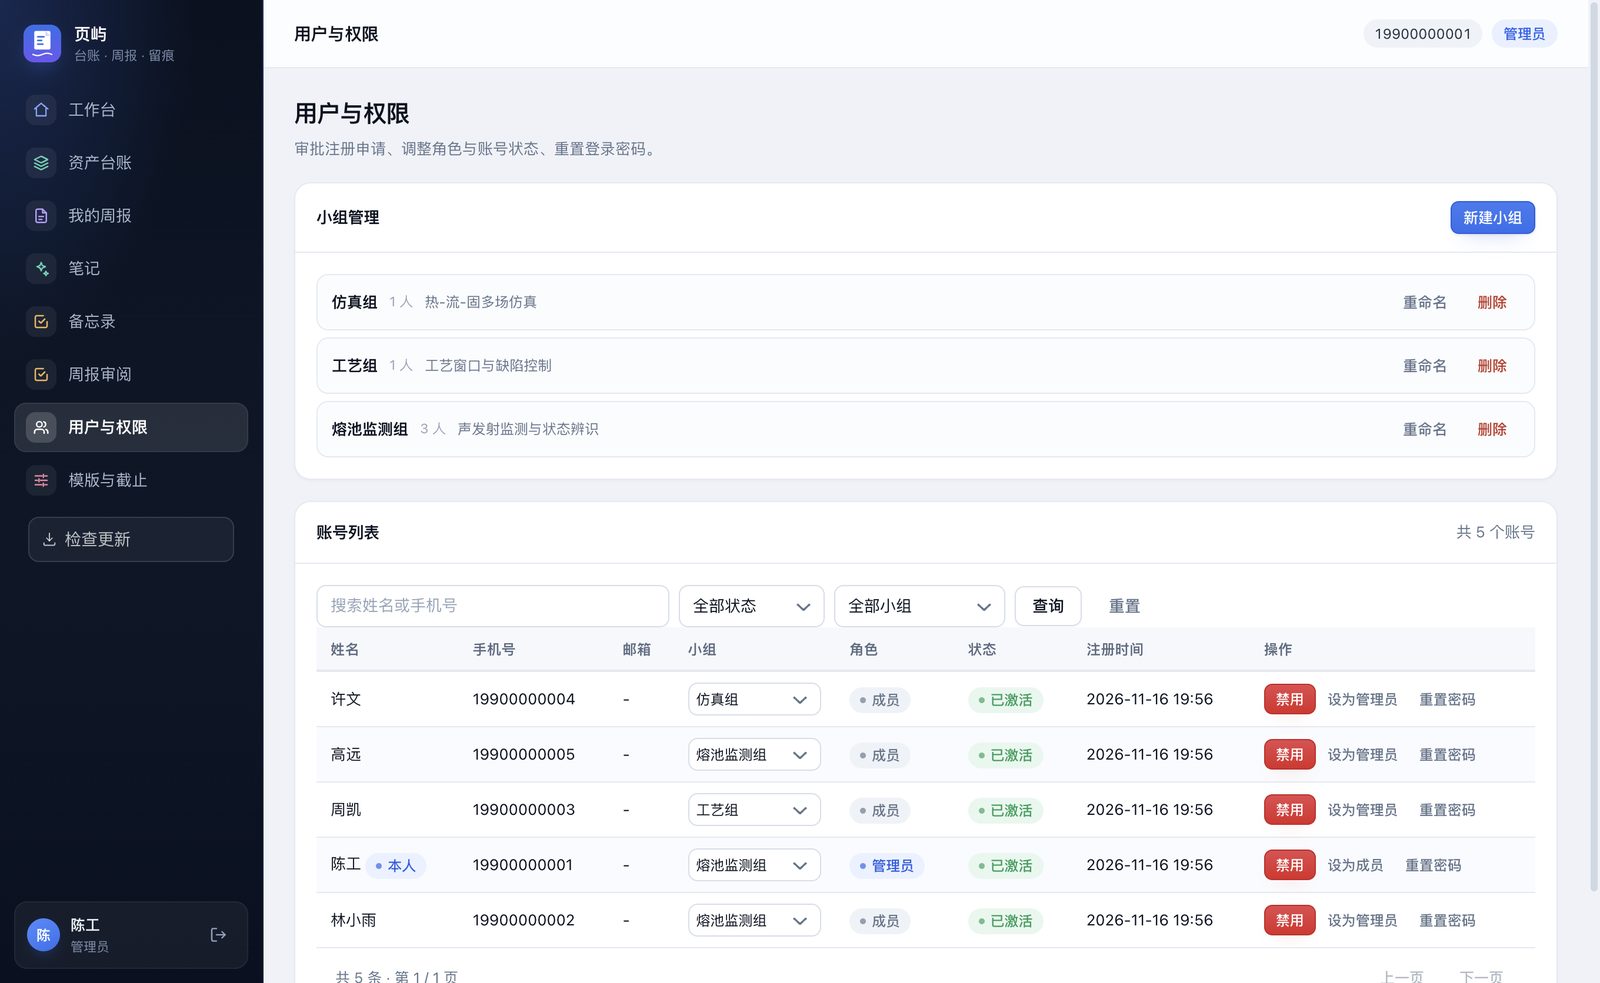 页屿
台账 · 周报 · 留痕
工作台
资产台账
我的周报
笔记
备忘录
周报审阅
用户与权限
模版与截止
检查更新
陈
陈工
管理员
用户与权限
19900000001
管理员
用户与权限
审批注册申请、调整角色与账号状态、重置登录密码。
小组管理
新建小组
仿真组 1 人 热-流-固多场仿真 重命名 删除
工艺组 1 人 工艺窗口与缺陷控制 重命名 删除
熔池监测组 3 人 声发射监测与状态辨识 重命名 删除
账号列表
共 5 个账号
搜索姓名或手机号 全部状态 全部小组 查询 重置
姓名 手机号 邮箱 小组 角色 状态 注册时间 操作
许文 19900000004 - 仿真组 成员 已激活 2026-11-16 19:56 禁用 设为管理员 重置密码
高远 19900000005 - 熔池监测组 成员 已激活 2026-11-16 19:56 禁用 设为管理员 重置密码
周凯 19900000003 - 工艺组 成员 已激活 2026-11-16 19:56 禁用 设为管理员 重置密码
陈工 本人 19900000001 - 熔池监测组 管理员 已激活 2026-11-16 19:56 禁用 设为成员 重置密码
林小雨 19900000002 - 熔池监测组 成员 已激活 2026-11-16 19:56 禁用 设为管理员 重置密码
共 5 条 · 第 1 / 1 页 上一页 下一页